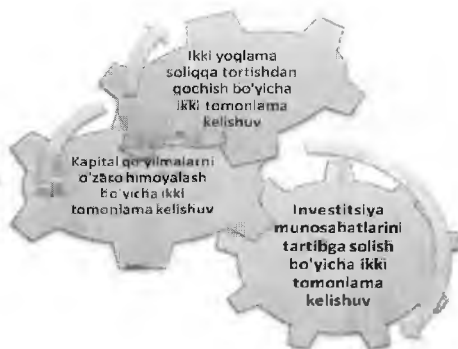 Ikki yoqlama
soliqqa tortishdan
qochish bo'yicha
ikki tomonlama
kelishuv
Kapital qo'yilmalarni
o'zaro himoyalash
bo'yicha ikki
tomonlama kelishuv
Investitsiya
munosabatlarini
tartibga solish
bo'yicha ikki
tomonlama
kelishuv